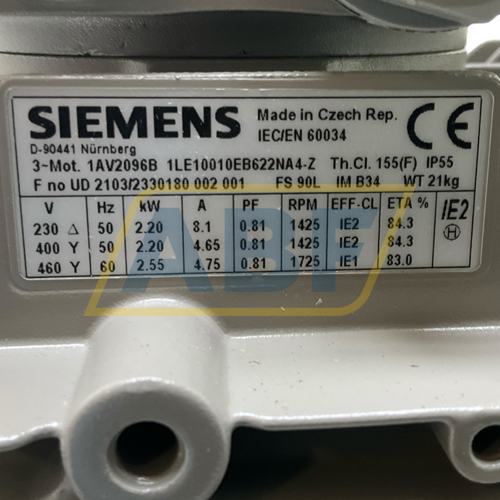 SIEMENS
Made in Czech Rep.
CE
D-90441 Nürnberg
IEC/EN 60034
3~Mot. 1AV2096B 1LE10010EB622NA4-Z Th.Cl. 155(F) IP55
F no UD 2103/2330180 002 001 FS 90L IM B34 WT 21kg
V Hz kW A PF RPM EFF-CL ETA % IE2
230 Δ 50 2.20 8.1 0.81 1425 IE2 84.3 H
400 Y 50 2.20 4.65 0.81 1425 IE2 84.3
460 Y 60 2.55 4.75 0.81 1725 IE1 83.0
ABF